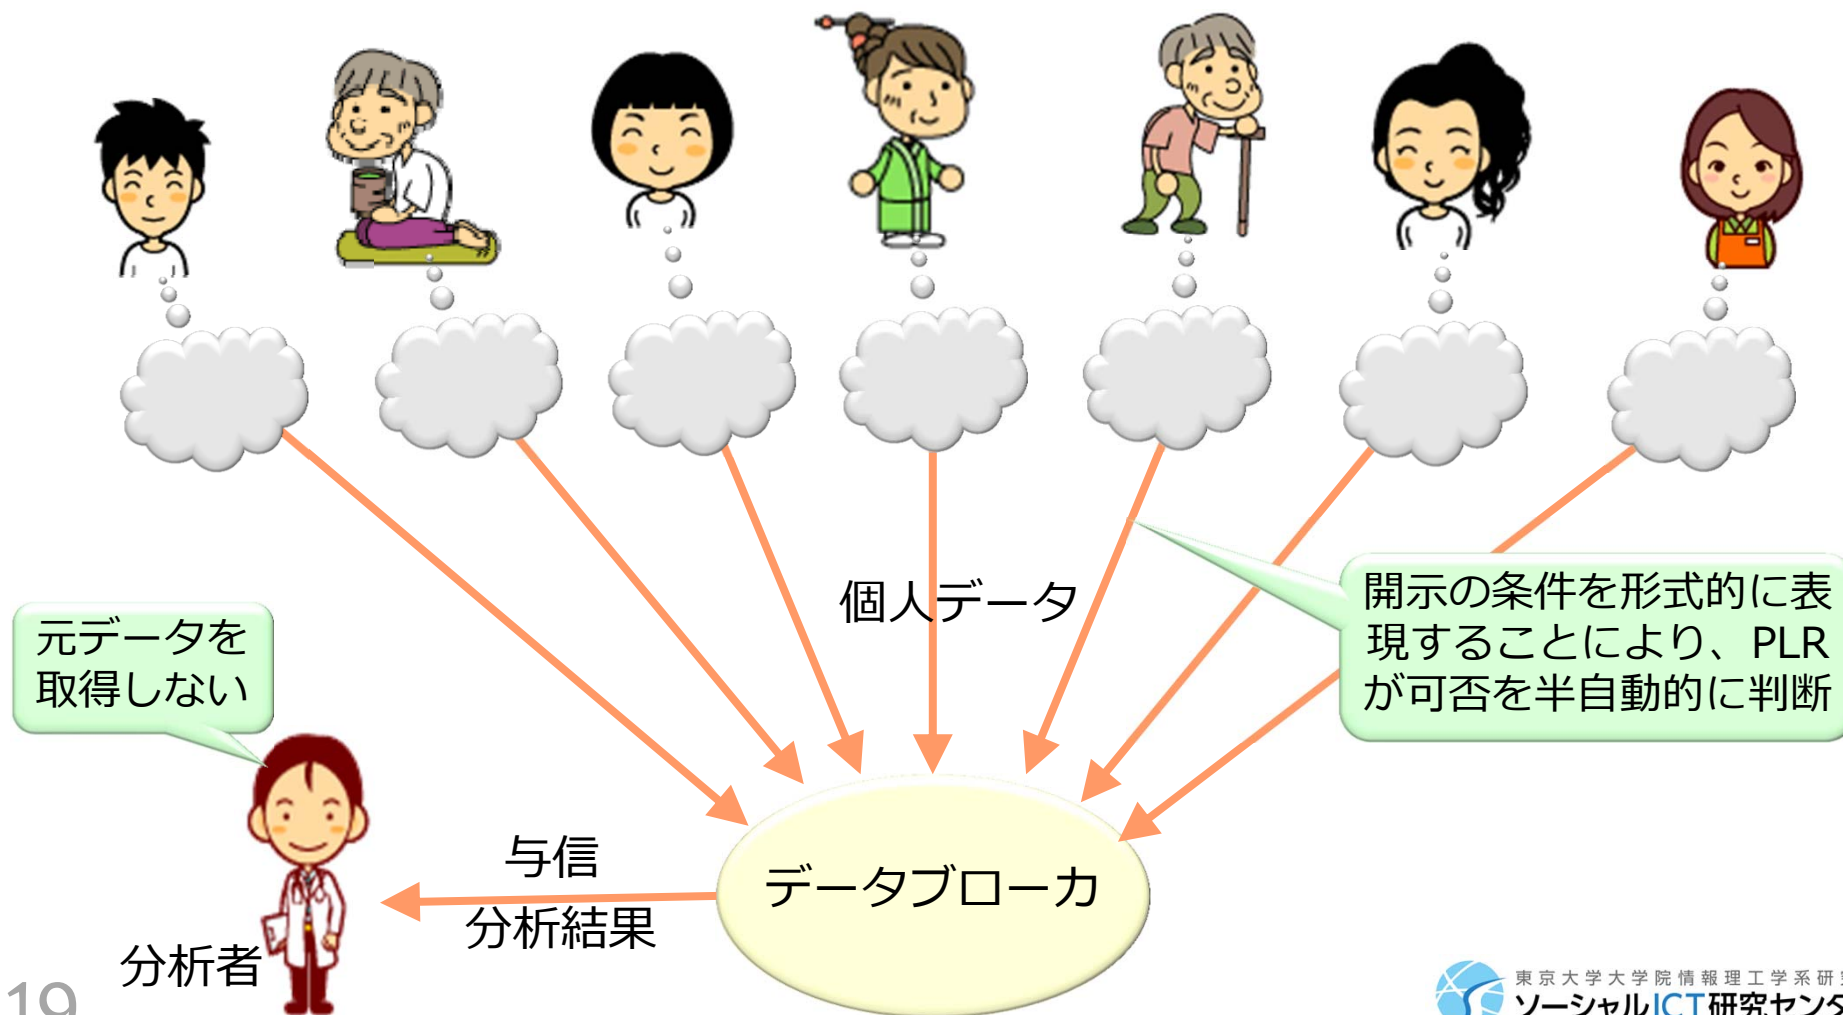 個人データ
開示の条件を形式的に表
現することにより、PLR
が可否を半自動的に判断
元データを
取得しない
データブローカ
与信
分析結果
分析者
19
東京大学大学院情報理工学系研究
ソーシャルICT研究センタ